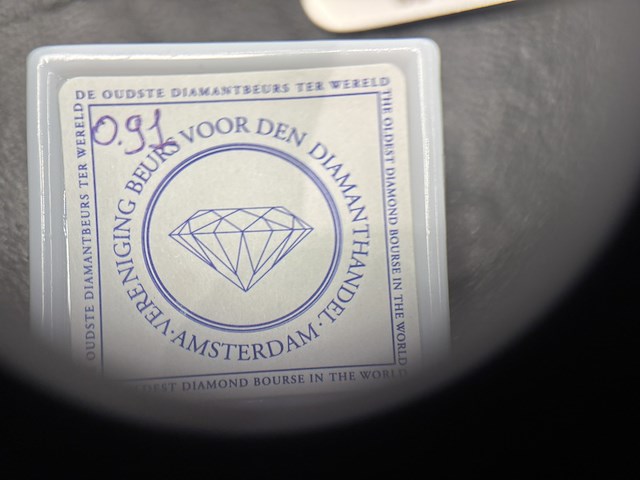 DE OUDSTE DIAMANTBEURS TER WERELD
THE OLDEST DIAMOND BOURSE IN THE WORLD
0.91
VERENIGING BEURS VOOR DEN DIAMANTHANDEL
· AMSTERDAM ·
OUDSTE DIAMANTBEURS TER WERELD
DIAMOND BOURSE IN THE WORLD